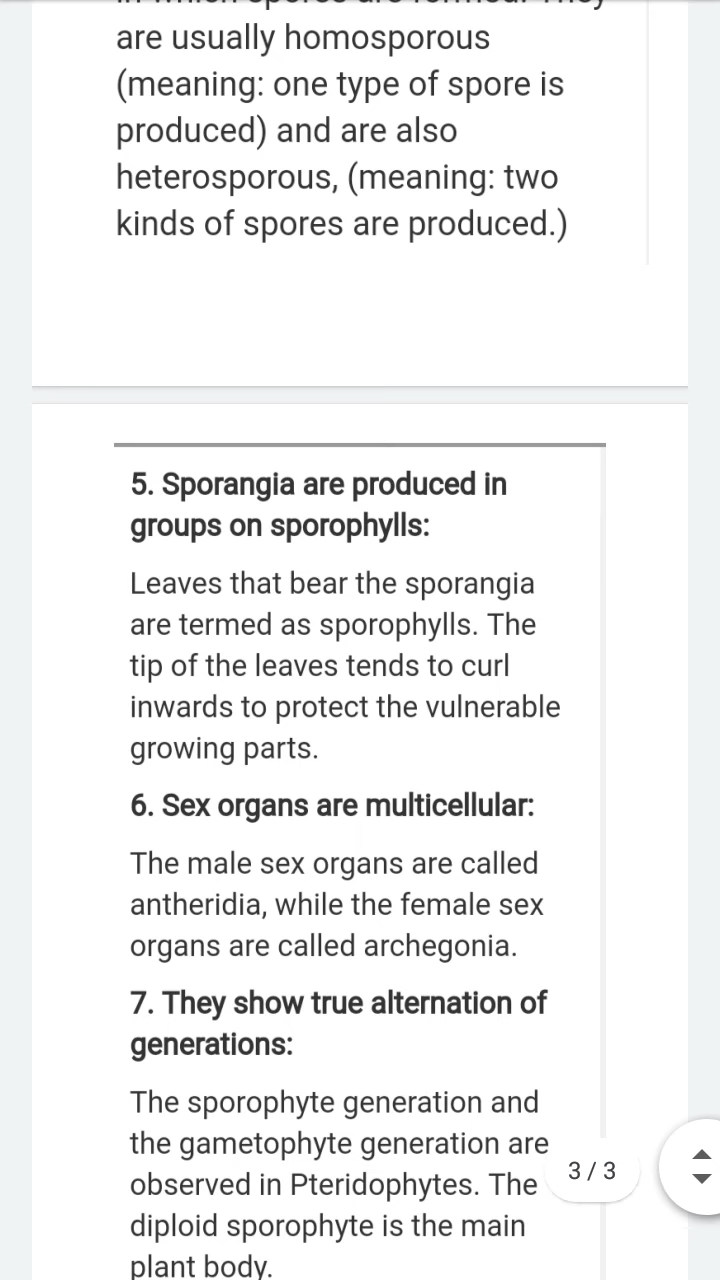 are usually homosporous
(meaning: one type of spore is
produced) and are also
heterosporous, (meaning: two
kinds of spores are produced.)
5. Sporangia are produced in
groups on sporophylls:
Leaves that bear the sporangia
are termed as sporophylls. The
tip of the leaves tends to curl
inwards to protect the vulnerable
growing parts.
6. Sex organs are multicellular:
The male sex organs are called
antheridia, while the female sex
organs are called archegonia.
7. They show true alternation of
generations:
The sporophyte generation and
the gametophyte generation are
observed in Pteridophytes. The
diploid sporophyte is the main
plant body.
3 / 3